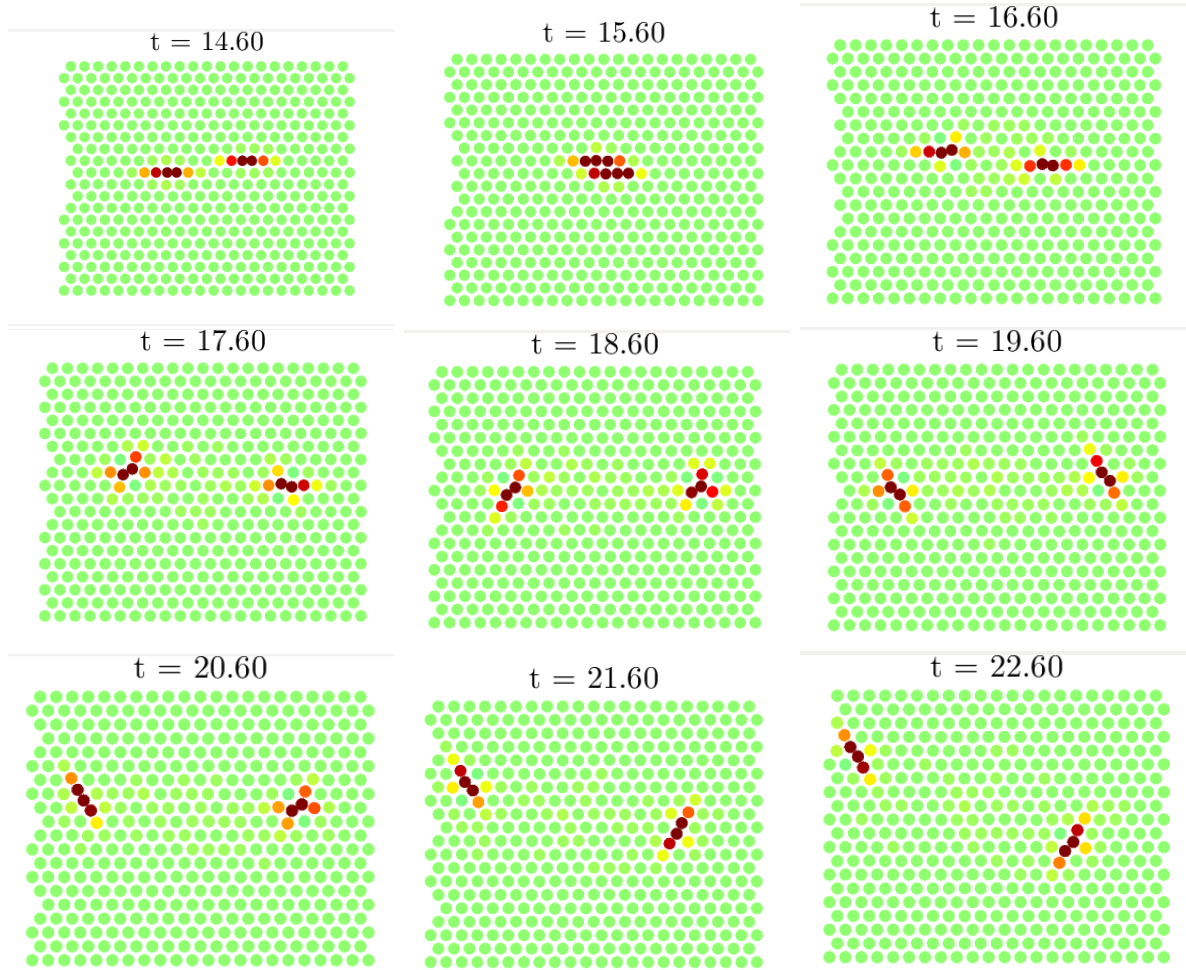 t = 14.60
t = 15.60
t = 16.60
t = 17.60
t = 18.60
t = 19.60
t = 20.60
t = 21.60
t = 22.60